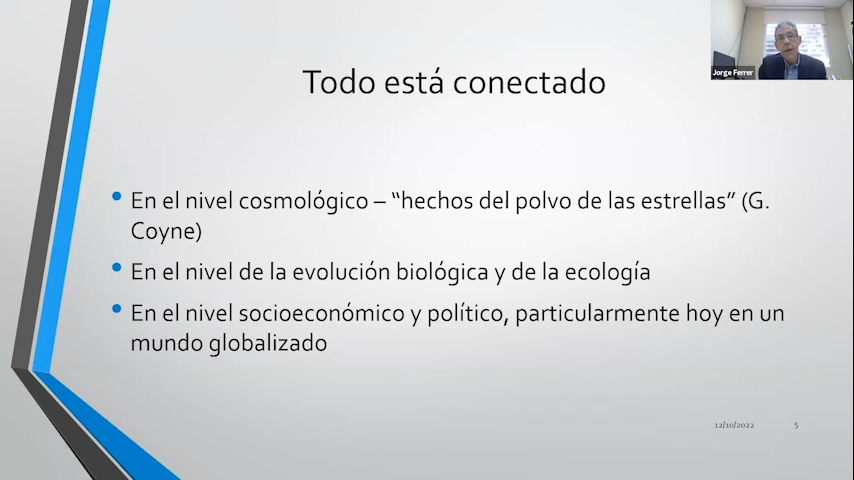 Jorge Ferrer
Todo está conectado
• En el nivel cosmológico – “hechos del polvo de las estrellas” (G.
Coyne)
• En el nivel de la evolución biológica y de la ecología
• En el nivel socioeconómico y político, particularmente hoy en un
mundo globalizado
12/10/2022 5